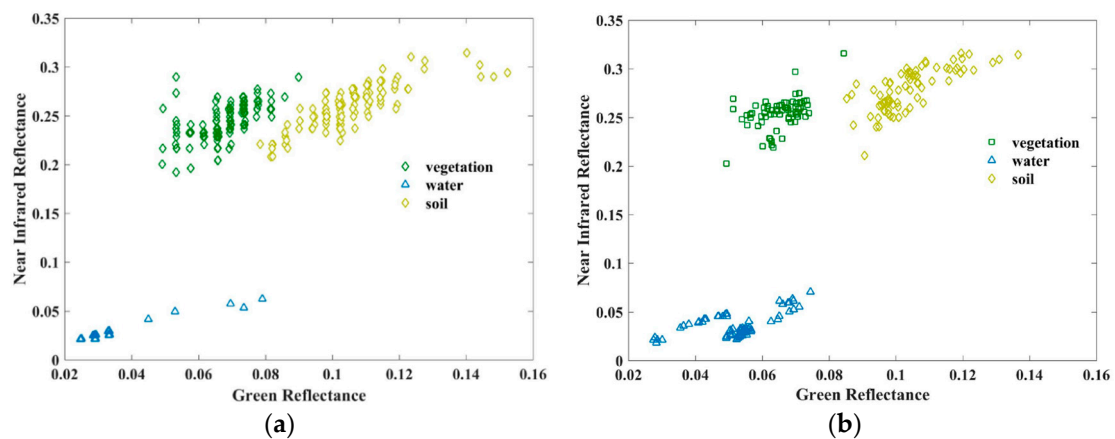 0.35
0.3
0.25
0.2
0.15
0.1
0.05
0
0.02 0.04 0.06 0.08 0.1 0.12 0.14 0.16
Near Infrared Reflectance
Green Reflectance
vegetation
water
soil
(a)
0.35
0.3
0.25
0.2
0.15
0.1
0.05
0
0.02 0.04 0.06 0.08 0.1 0.12 0.14 0.16
Near Infrared Reflectance
Green Reflectance
vegetation
water
soil
(b)